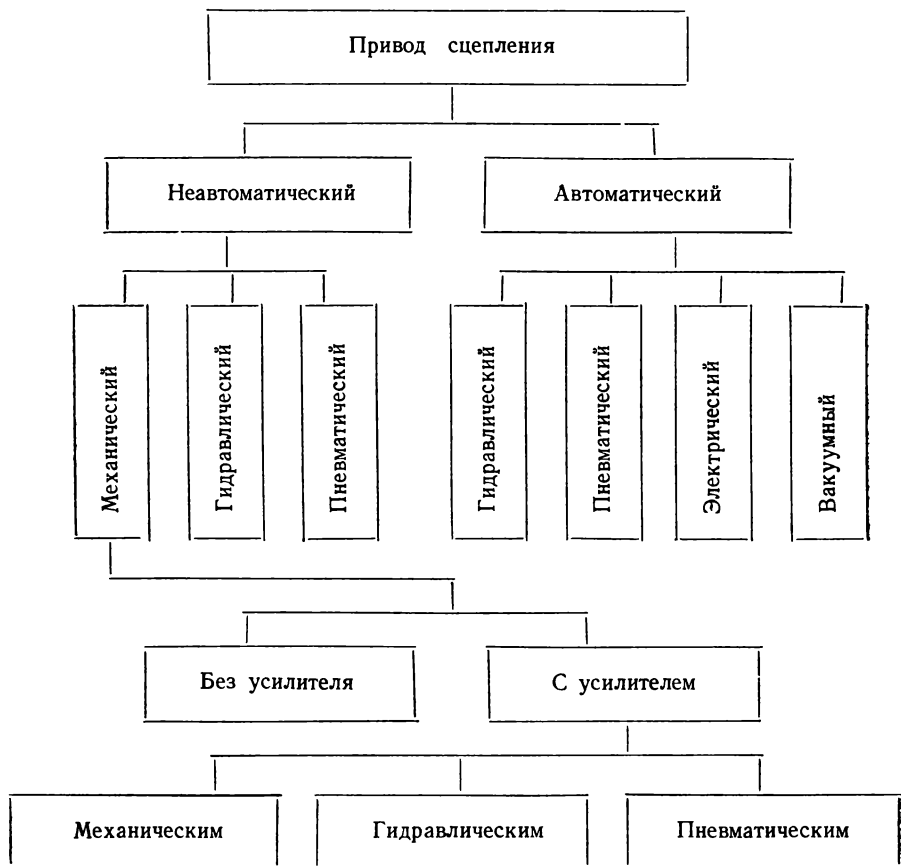 Привод сцепления
Неавтоматический
Автоматический
Механический
Гидравлический
Пневматический
Гидравлический
Пневматический
Электрический
Вакуумный
Без усилителя
С усилителем
Механическим
Гидравлическим
Пневматическим